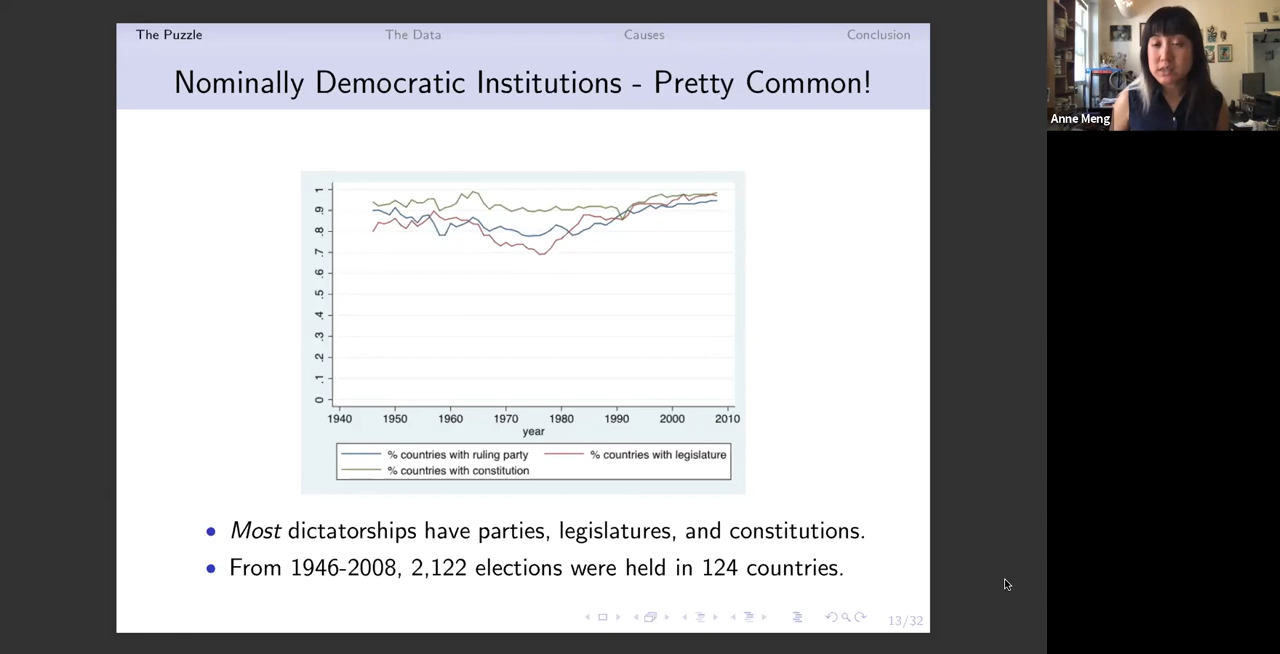 The Puzzle The Data Causes Conclusion
Nominally Democratic Institutions - Pretty Common!
Anne Meng
1
.9
.8
.7
.6
.5
.4
.3
.2
.1
0
1940 1950 1960 1970 1980 1990 2000 2010
year
% countries with ruling party % countries with legislature
% countries with constitution
• Most dictatorships have parties, legislatures, and constitutions.
• From 1946-2008, 2,122 elections were held in 124 countries.
13/32